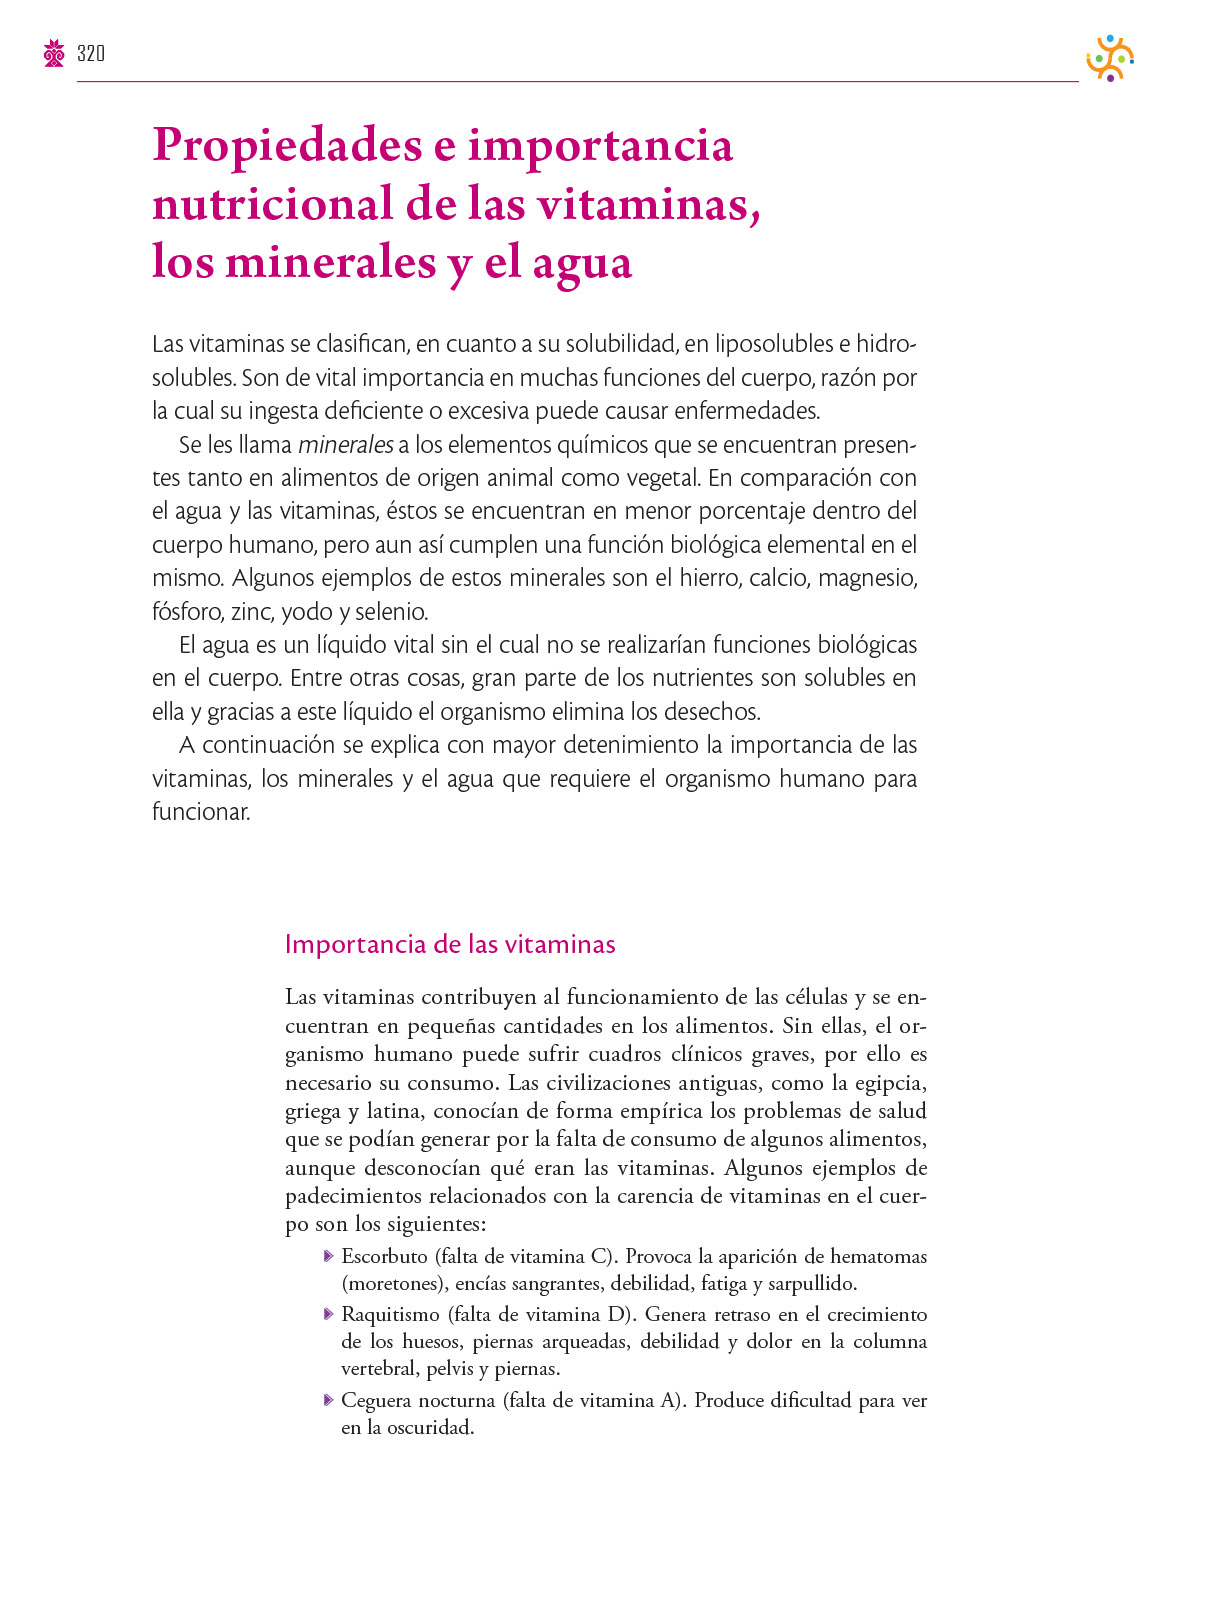 320
Propiedades e importancia
nutricional de las vitaminas,
los minerales y el agua
Las vitaminas se clasifican, en cuanto a su solubilidad, en liposolubles e hidro-
solubles. Son de vital importancia en muchas funciones del cuerpo, razón por
la cual su ingesta deficiente o excesiva puede causar enfermedades.
Se les llama minerales a los elementos químicos que se encuentran presen-
tes tanto en alimentos de origen animal como vegetal. En comparación con
el agua y las vitaminas, éstos se encuentran en menor porcentaje dentro del
cuerpo humano, pero aun así cumplen una función biológica elemental en el
mismo. Algunos ejemplos de estos minerales son el hierro, calcio, magnesio,
fósforo, zinc, yodo y selenio.
El agua es un líquido vital sin el cual no se realizarían funciones biológicas
en el cuerpo. Entre otras cosas, gran parte de los nutrientes son solubles en
ella y gracias a este líquido el organismo elimina los desechos.
A continuación se explica con mayor detenimiento la importancia de las
vitaminas, los minerales y el agua que requiere el organismo humano para
funcionar.
Importancia de las vitaminas
Las vitaminas contribuyen al funcionamiento de las células y se en-
cuentran en pequeñas cantidades en los alimentos. Sin ellas, el or-
ganismo humano puede sufrir cuadros clínicos graves, por ello es
necesario su consumo. Las civilizaciones antiguas, como la egipcia,
griega y latina, conocían de forma empírica los problemas de salud
que se podían generar por la falta de consumo de algunos alimentos,
aunque desconocían qué eran las vitaminas. Algunos ejemplos de
padecimientos relacionados con la carencia de vitaminas en el cuer-
po son los siguientes:
Escorbuto (falta de vitamina C). Provoca la aparición de hematomas
(moretones), encías sangrantes, debilidad, fatiga y sarpullido.
Raquitismo (falta de vitamina D). Genera retraso en el crecimiento
de los huesos, piernas arqueadas, debilidad y dolor en la columna
vertebral, pelvis y piernas.
Ceguera nocturna (falta de vitamina A). Produce dificultad para ver
en la oscuridad.